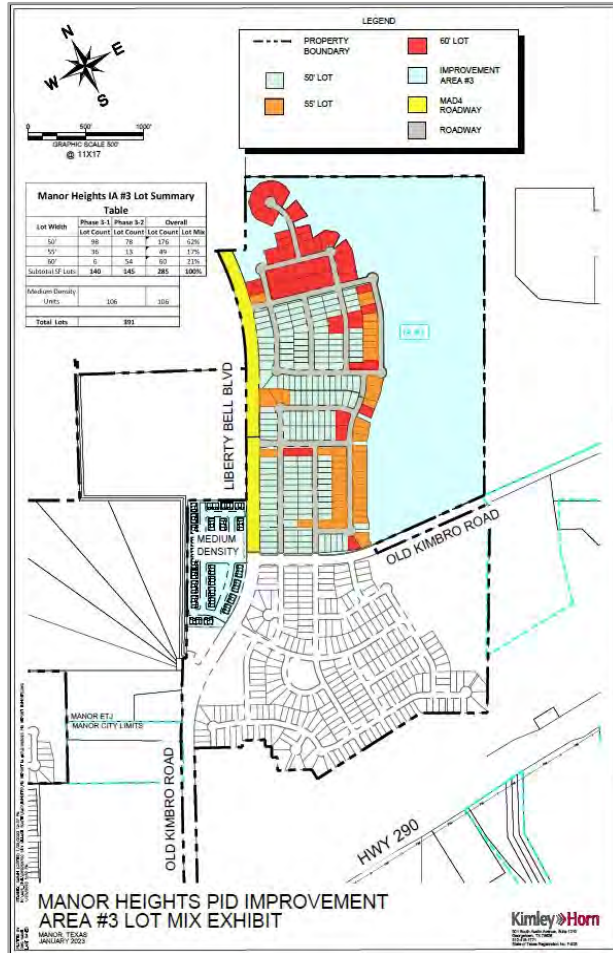 LEGEND
PROPERTY BOUNDARY
50' LOT
55' LOT
60' LOT
IMPROVEMENT AREA #3
MAD4 ROADWAY
ROADWAY
N
E
W
S
0 500' 1000'
GRAPHIC SCALE 500'
@ 11X17
Manor Heights IA #3 Lot Summary
Table
Lot Width Phase 3-1 Phase 3-2 Overall
Lot Count Lot Count Lot Count Lot Mix
50' 98 78 176 62%
55' 36 13 49 17%
60' 6 54 60 21%
Subtotal SF Lots 140 145 285 100%
Medium Density
Units 106 106
Total Lots 391
IA #3
LIBERTY BELL BLVD
MEDIUM
DENSITY
OLD KIMBRO ROAD
MANOR ETJ
MANOR CITY LIMITS
OLD KIMBRO ROAD
HWY 290
MANOR HEIGHTS PID IMPROVEMENT
AREA #3 LOT MIX EXHIBIT
MANOR, TEXAS
JANUARY 2023
Kimley»Horn